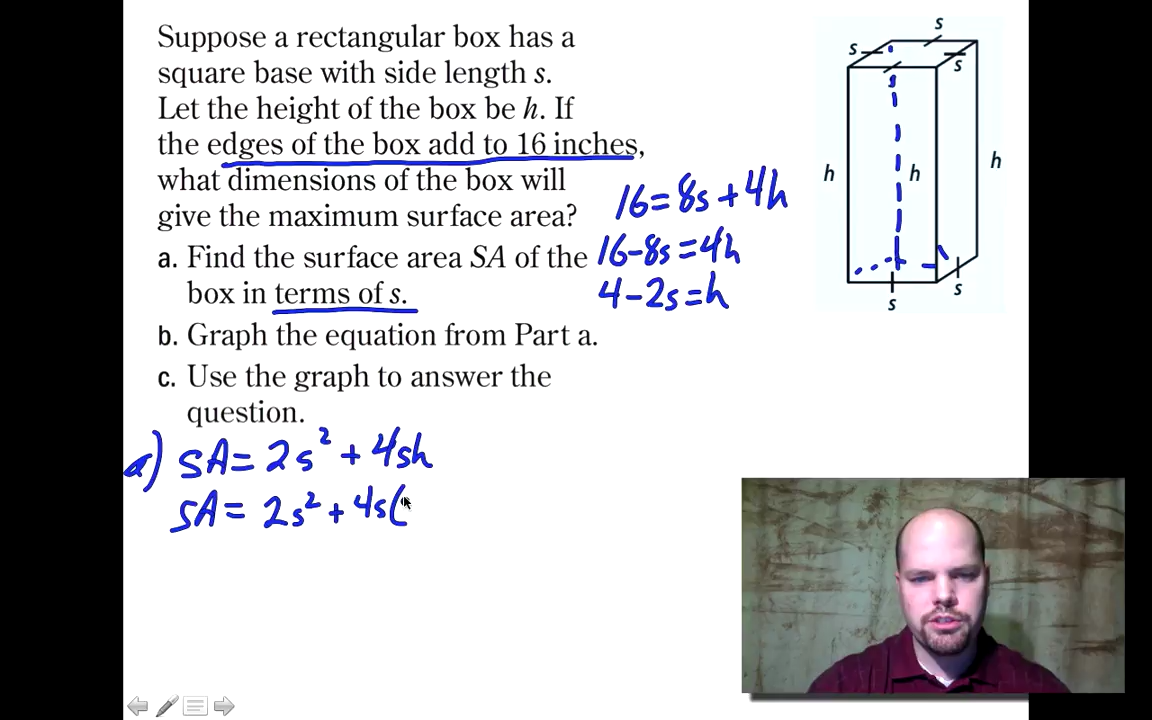 Suppose a rectangular box has a
square base with side length s.
Let the height of the box be h. If
the edges of the box add to 16 inches,
what dimensions of the box will
give the maximum surface area?
a. Find the surface area SA of the
box in terms of s.
b. Graph the equation from Part a.
c. Use the graph to answer the
question.
16=8s+4h
16-8s=4h
4-2s=h
a) SA=2s²+4sh
SA=2s²+4s(
s
s
s
h
h
h
s
s